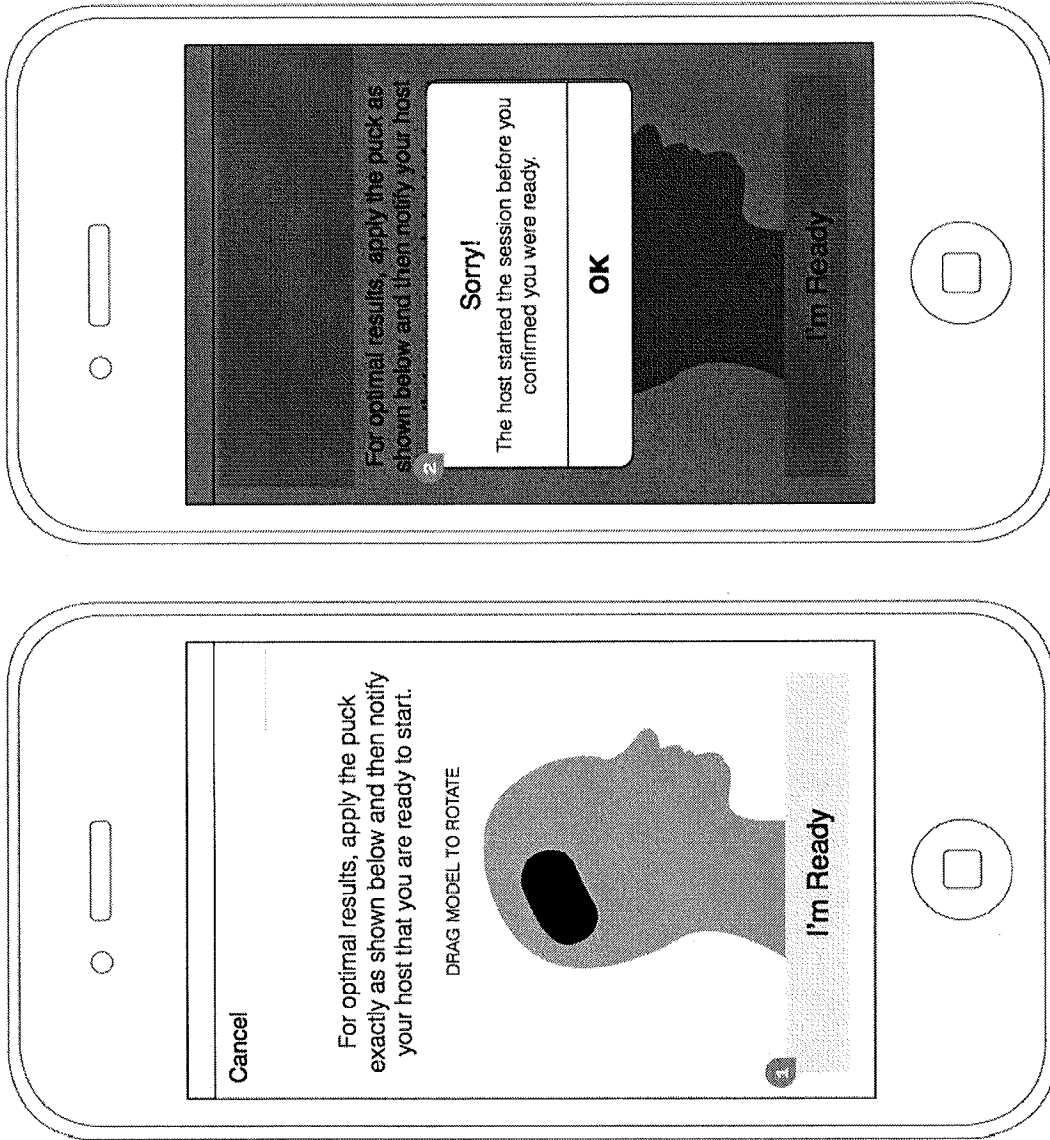 Cancel
For optimal results, apply the puck
exactly as shown below and then notify
your host that you are ready to start.
DRAG MODEL TO ROTATE
1
I'm Ready
For optimal results, apply the puck as
shown below and then notify your host
2
Sorry!
The host started the session before you
confirmed you were ready.
OK
I'm Ready